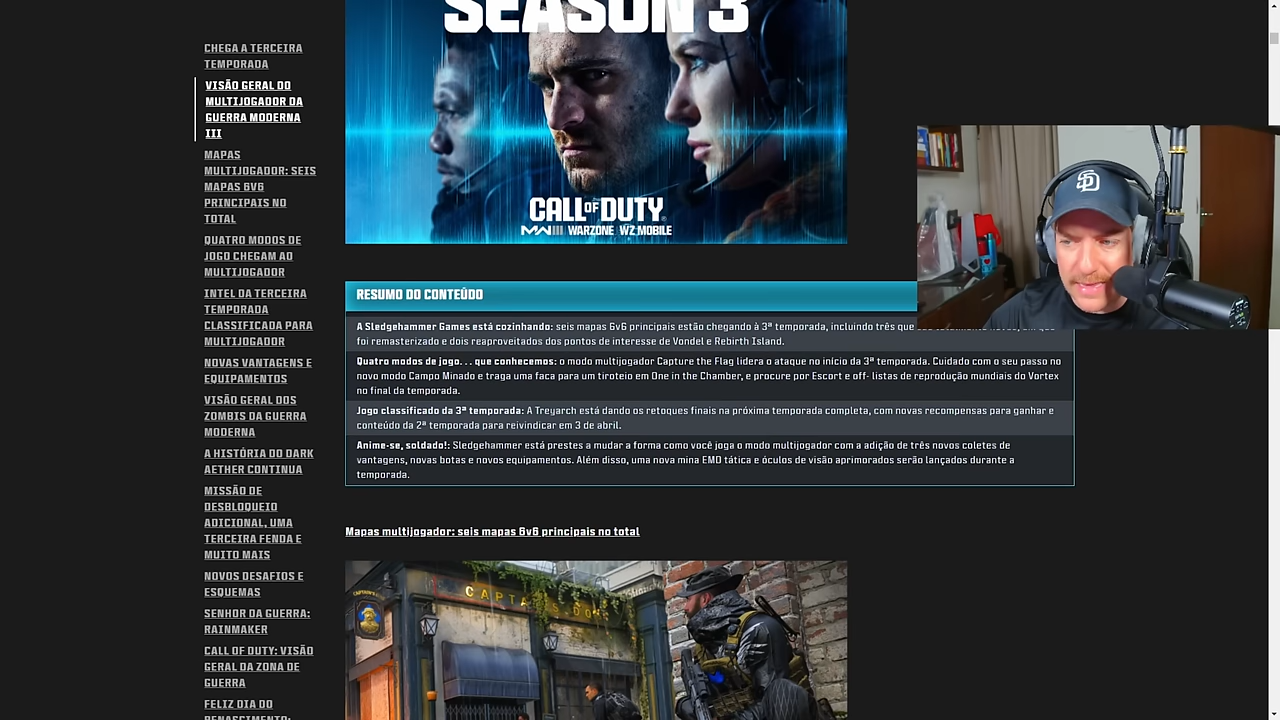 SEASON 3
CALL OF DUTY
MWIII WARZONE WZ MOBILE
CHEGA A TERCEIRA
TEMPORADA
VISÃO GERAL DO
MULTIJOGADOR DA
GUERRA MODERNA
III
MAPAS
MULTIJOGADOR: SEIS
MAPAS 6V6
PRINCIPAIS NO
TOTAL
QUATRO MODOS DE
JOGO CHEGAM AO
MULTIJOGADOR
INTEL DA TERCEIRA
TEMPORADA
CLASSIFICADA PARA
MULTIJOGADOR
NOVAS VANTAGENS E
EQUIPAMENTOS
VISÃO GERAL DOS
ZOMBIS DA GUERRA
MODERNA
A HISTÓRIA DO DARK
AETHER CONTINUA
MISSÃO DE
DESBLOQUEIO
ADICIONAL, UMA
TERCEIRA FENDA E
MUITO MAIS
NOVOS DESAFIOS E
ESQUEMAS
SENHOR DA GUERRA:
RAINMAKER
CALL OF DUTY: VISÃO
GERAL DA ZONA DE
GUERRA
FELIZ DIA DO
RENASCIMENTO:
RESUMO DO CONTEÚDO
A Sledgehammer Games está cozinhando: seis mapas 6v6 principais estão chegando à 3ª temporada, incluindo três que
foi remasterizado e dois reaproveitados dos pontos de interesse de Vondel e Rebirth Island.
Quatro modos de jogo. . . que conhecemos: o modo multijogador Capture the Flag lidera o ataque no início da 3ª temporada. Cuidado com o seu passo no
novo modo Campo Minado e traga uma faca para um tiroteio em One in the Chamber, e procure por Escort e off- listas de reprodução mundiais do Vortex
no final da temporada.
Jogo classificado da 3ª temporada: A Treyarch está dando os retoques finais na próxima temporada completa, com novas recompensas para ganhar e
conteúdo da 2ª temporada para reivindicar em 3 de abril.
Anime-se, soldado!: Sledgehammer está prestes a mudar a forma como você joga o modo multijogador com a adição de três novos coletes de
vantagens, novas botas e novos equipamentos. Além disso, uma nova mina EMD tática e óculos de visão aprimorados serão lançados durante a
temporada.
Mapas multijogador: seis mapas 6v6 principais no total
SD